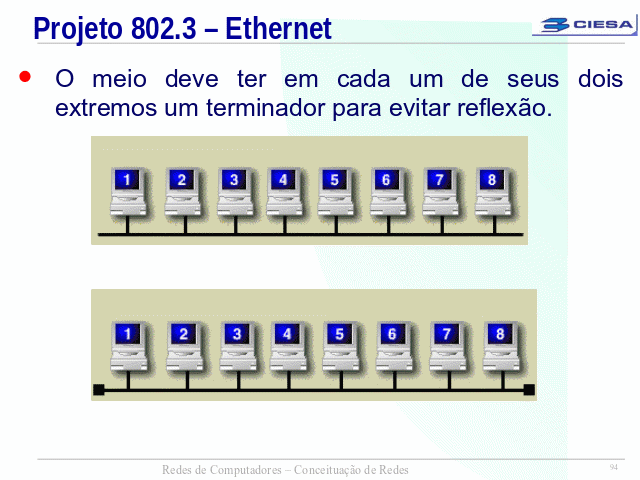 Projeto 802.3 – Ethernet
CIESA
O meio deve ter em cada um de seus dois
extremos um terminador para evitar reflexão.
1 2 3 4 5 6 7 8
1 2 3 4 5 6 7 8
Redes de Computadores – Conceituação de Redes
94